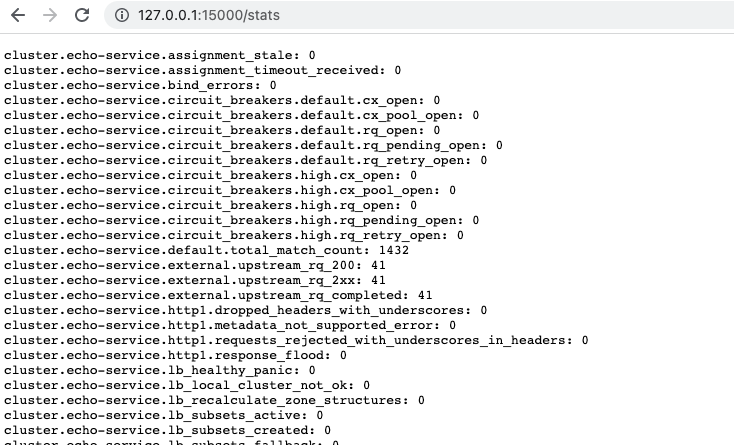 127.0.0.1:15000/stats
cluster.echo-service.assignment_stale: 0
cluster.echo-service.assignment_timeout_received: 0
cluster.echo-service.bind_errors: 0
cluster.echo-service.circuit_breakers.default.cx_open: 0
cluster.echo-service.circuit_breakers.default.cx_pool_open: 0
cluster.echo-service.circuit_breakers.default.rq_open: 0
cluster.echo-service.circuit_breakers.default.rq_pending_open: 0
cluster.echo-service.circuit_breakers.default.rq_retry_open: 0
cluster.echo-service.circuit_breakers.high.cx_open: 0
cluster.echo-service.circuit_breakers.high.cx_pool_open: 0
cluster.echo-service.circuit_breakers.high.rq_open: 0
cluster.echo-service.circuit_breakers.high.rq_pending_open: 0
cluster.echo-service.circuit_breakers.high.rq_retry_open: 0
cluster.echo-service.default.total_match_count: 1432
cluster.echo-service.external.upstream_rq_200: 41
cluster.echo-service.external.upstream_rq_2xx: 41
cluster.echo-service.external.upstream_rq_completed: 41
cluster.echo-service.http1.dropped_headers_with_underscores: 0
cluster.echo-service.http1.metadata_not_supported_error: 0
cluster.echo-service.http1.requests_rejected_with_underscores_in_headers: 0
cluster.echo-service.http1.response_flood: 0
cluster.echo-service.lb_healthy_panic: 0
cluster.echo-service.lb_local_cluster_not_ok: 0
cluster.echo-service.lb_recalculate_zone_structures: 0
cluster.echo-service.lb_subsets_active: 0
cluster.echo-service.lb_subsets_created: 0
cluster.echo-service.lb_subsets_fallback: 0